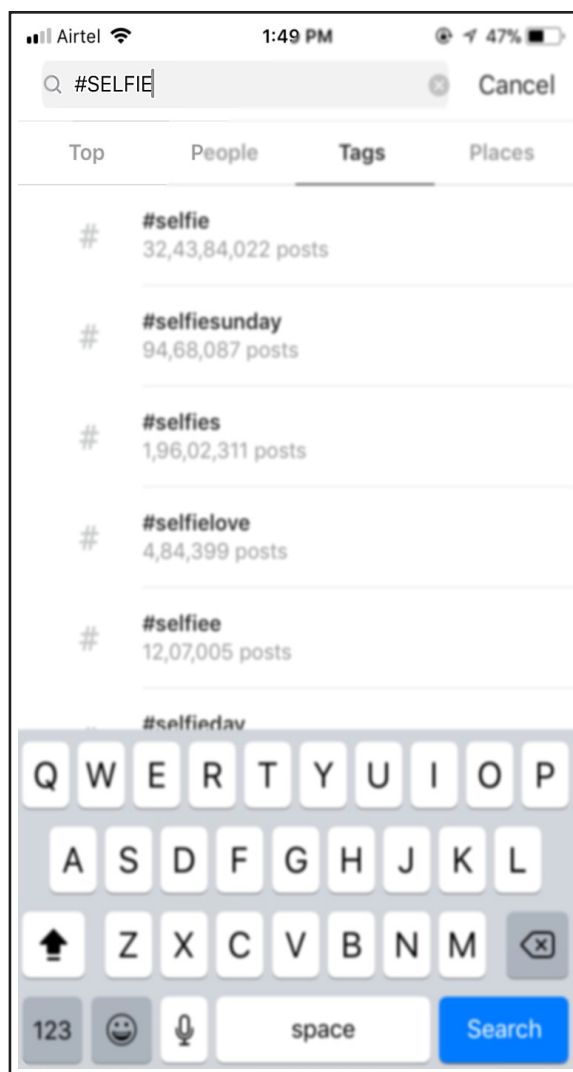 Airtel 1:49 PM 47%
#SELFIE Cancel
Top People Tags Places
# #selfie
32,43,84,022 posts
# #selfiesunday
94,68,087 posts
# #selfies
1,96,02,311 posts
# #selfielove
4,84,399 posts
# #selfiee
12,07,005 posts
#selfieday
Q W E R T Y U I O P
A S D F G H J K L
Z X C V B N M
123 space Search